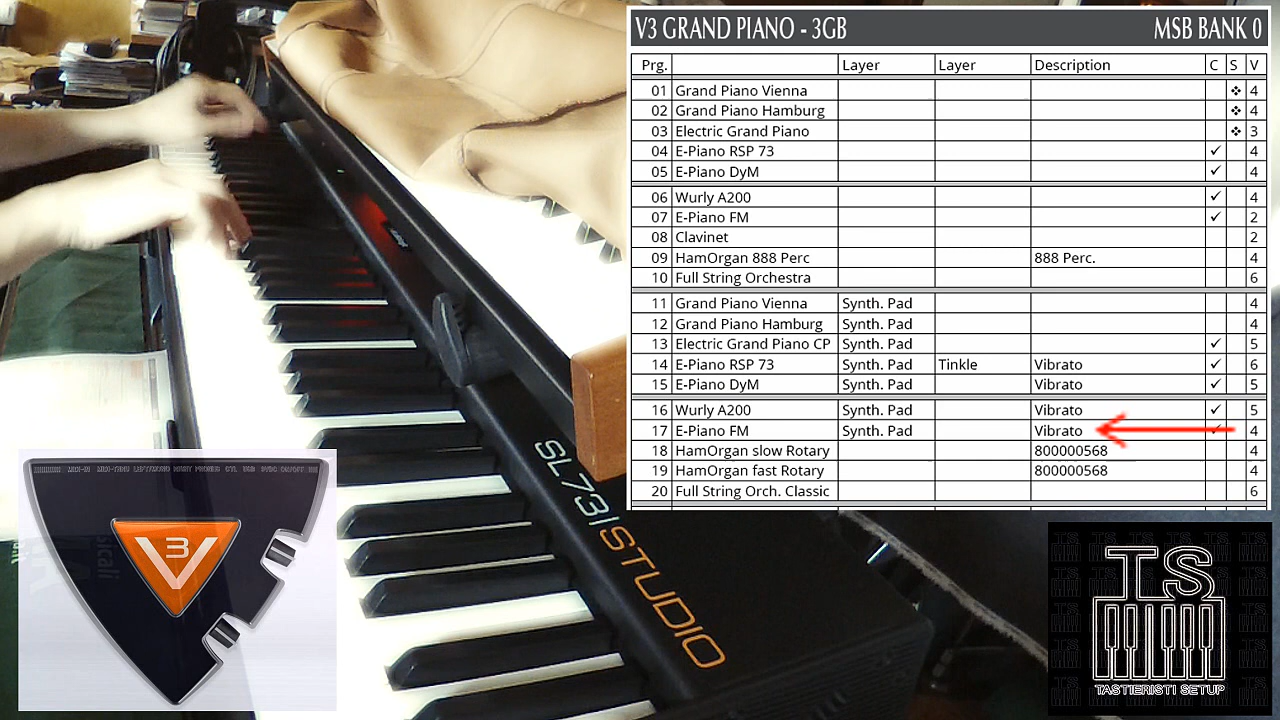 V3 GRAND PIANO - 3GB MSB BANK 0
Prg. Layer Layer Description C S V
01 Grand Piano Vienna ❖ 4
02 Grand Piano Hamburg ❖ 4
03 Electric Grand Piano ❖ 3
04 E-Piano RSP 73 ✓ 4
05 E-Piano DyM ✓ 4
06 Wurly A200 ✓ 4
07 E-Piano FM ✓ 2
08 Clavinet 2
09 HamOrgan 888 Perc 888 Perc. 4
10 Full String Orchestra 6
11 Grand Piano Vienna Synth. Pad 4
12 Grand Piano Hamburg Synth. Pad 4
13 Electric Grand Piano CP Synth. Pad ✓ 5
14 E-Piano RSP 73 Synth. Pad Tinkle Vibrato ✓ 6
15 E-Piano DyM Synth. Pad Vibrato ✓ 5
16 Wurly A200 Synth. Pad Vibrato ✓ 5
17 E-Piano FM Synth. Pad Vibrato ✓ 4
18 HamOrgan slow Rotary 800000568 4
19 HamOrgan fast Rotary 800000568 4
20 Full String Orch. Classic 6
SL73|STUDIO
V3
TS
TASTIERISTI SETUP